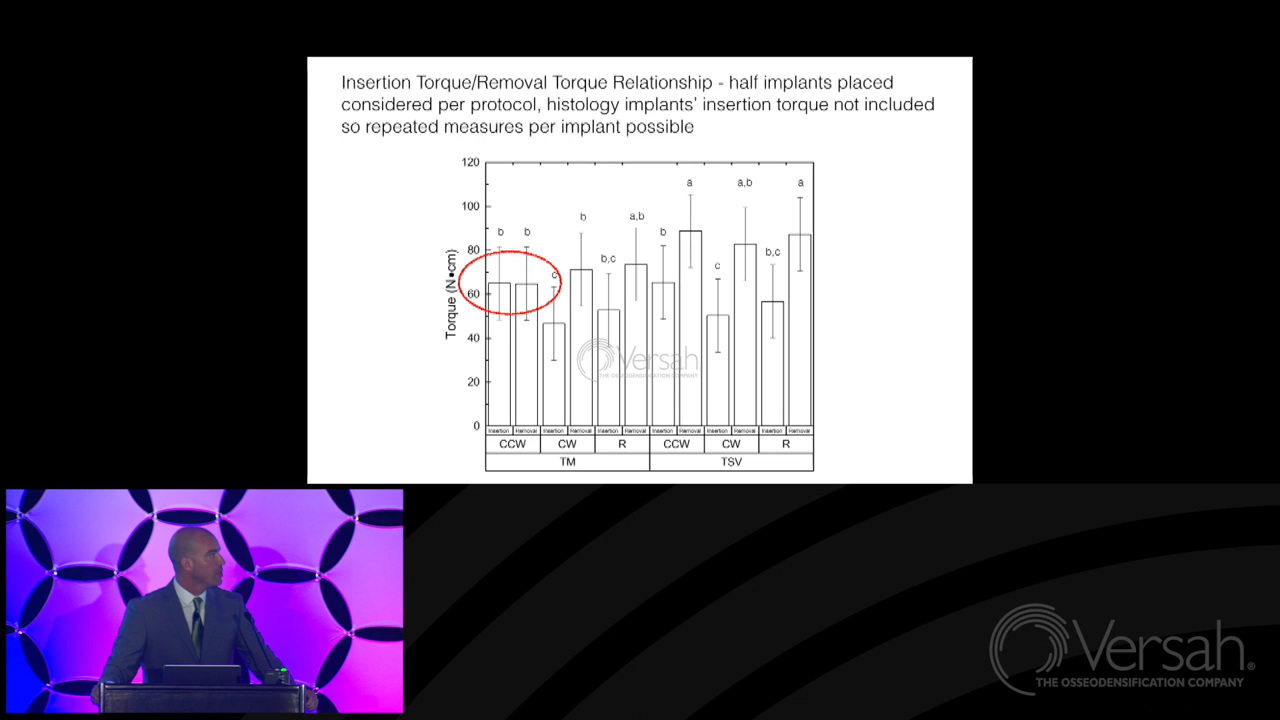 Insertion Torque/Removal Torque Relationship - half implants placed
considered per protocol, histology implants' insertion torque not included
so repeated measures per implant possible
120
100
80
60
40
20
0
Torque (N•cm)
b
b
c
b
b,c
a,b
b
a
c
a,b
b,c
a
Versah
THE OSSEODENSIFICATION COMPANY
Insertion Removal Insertion Removal Insertion Removal Insertion Removal Insertion Removal Insertion Removal
CCW CW R CCW CW R
TM TSV
Versah®
THE OSSEODENSIFICATION COMPANY